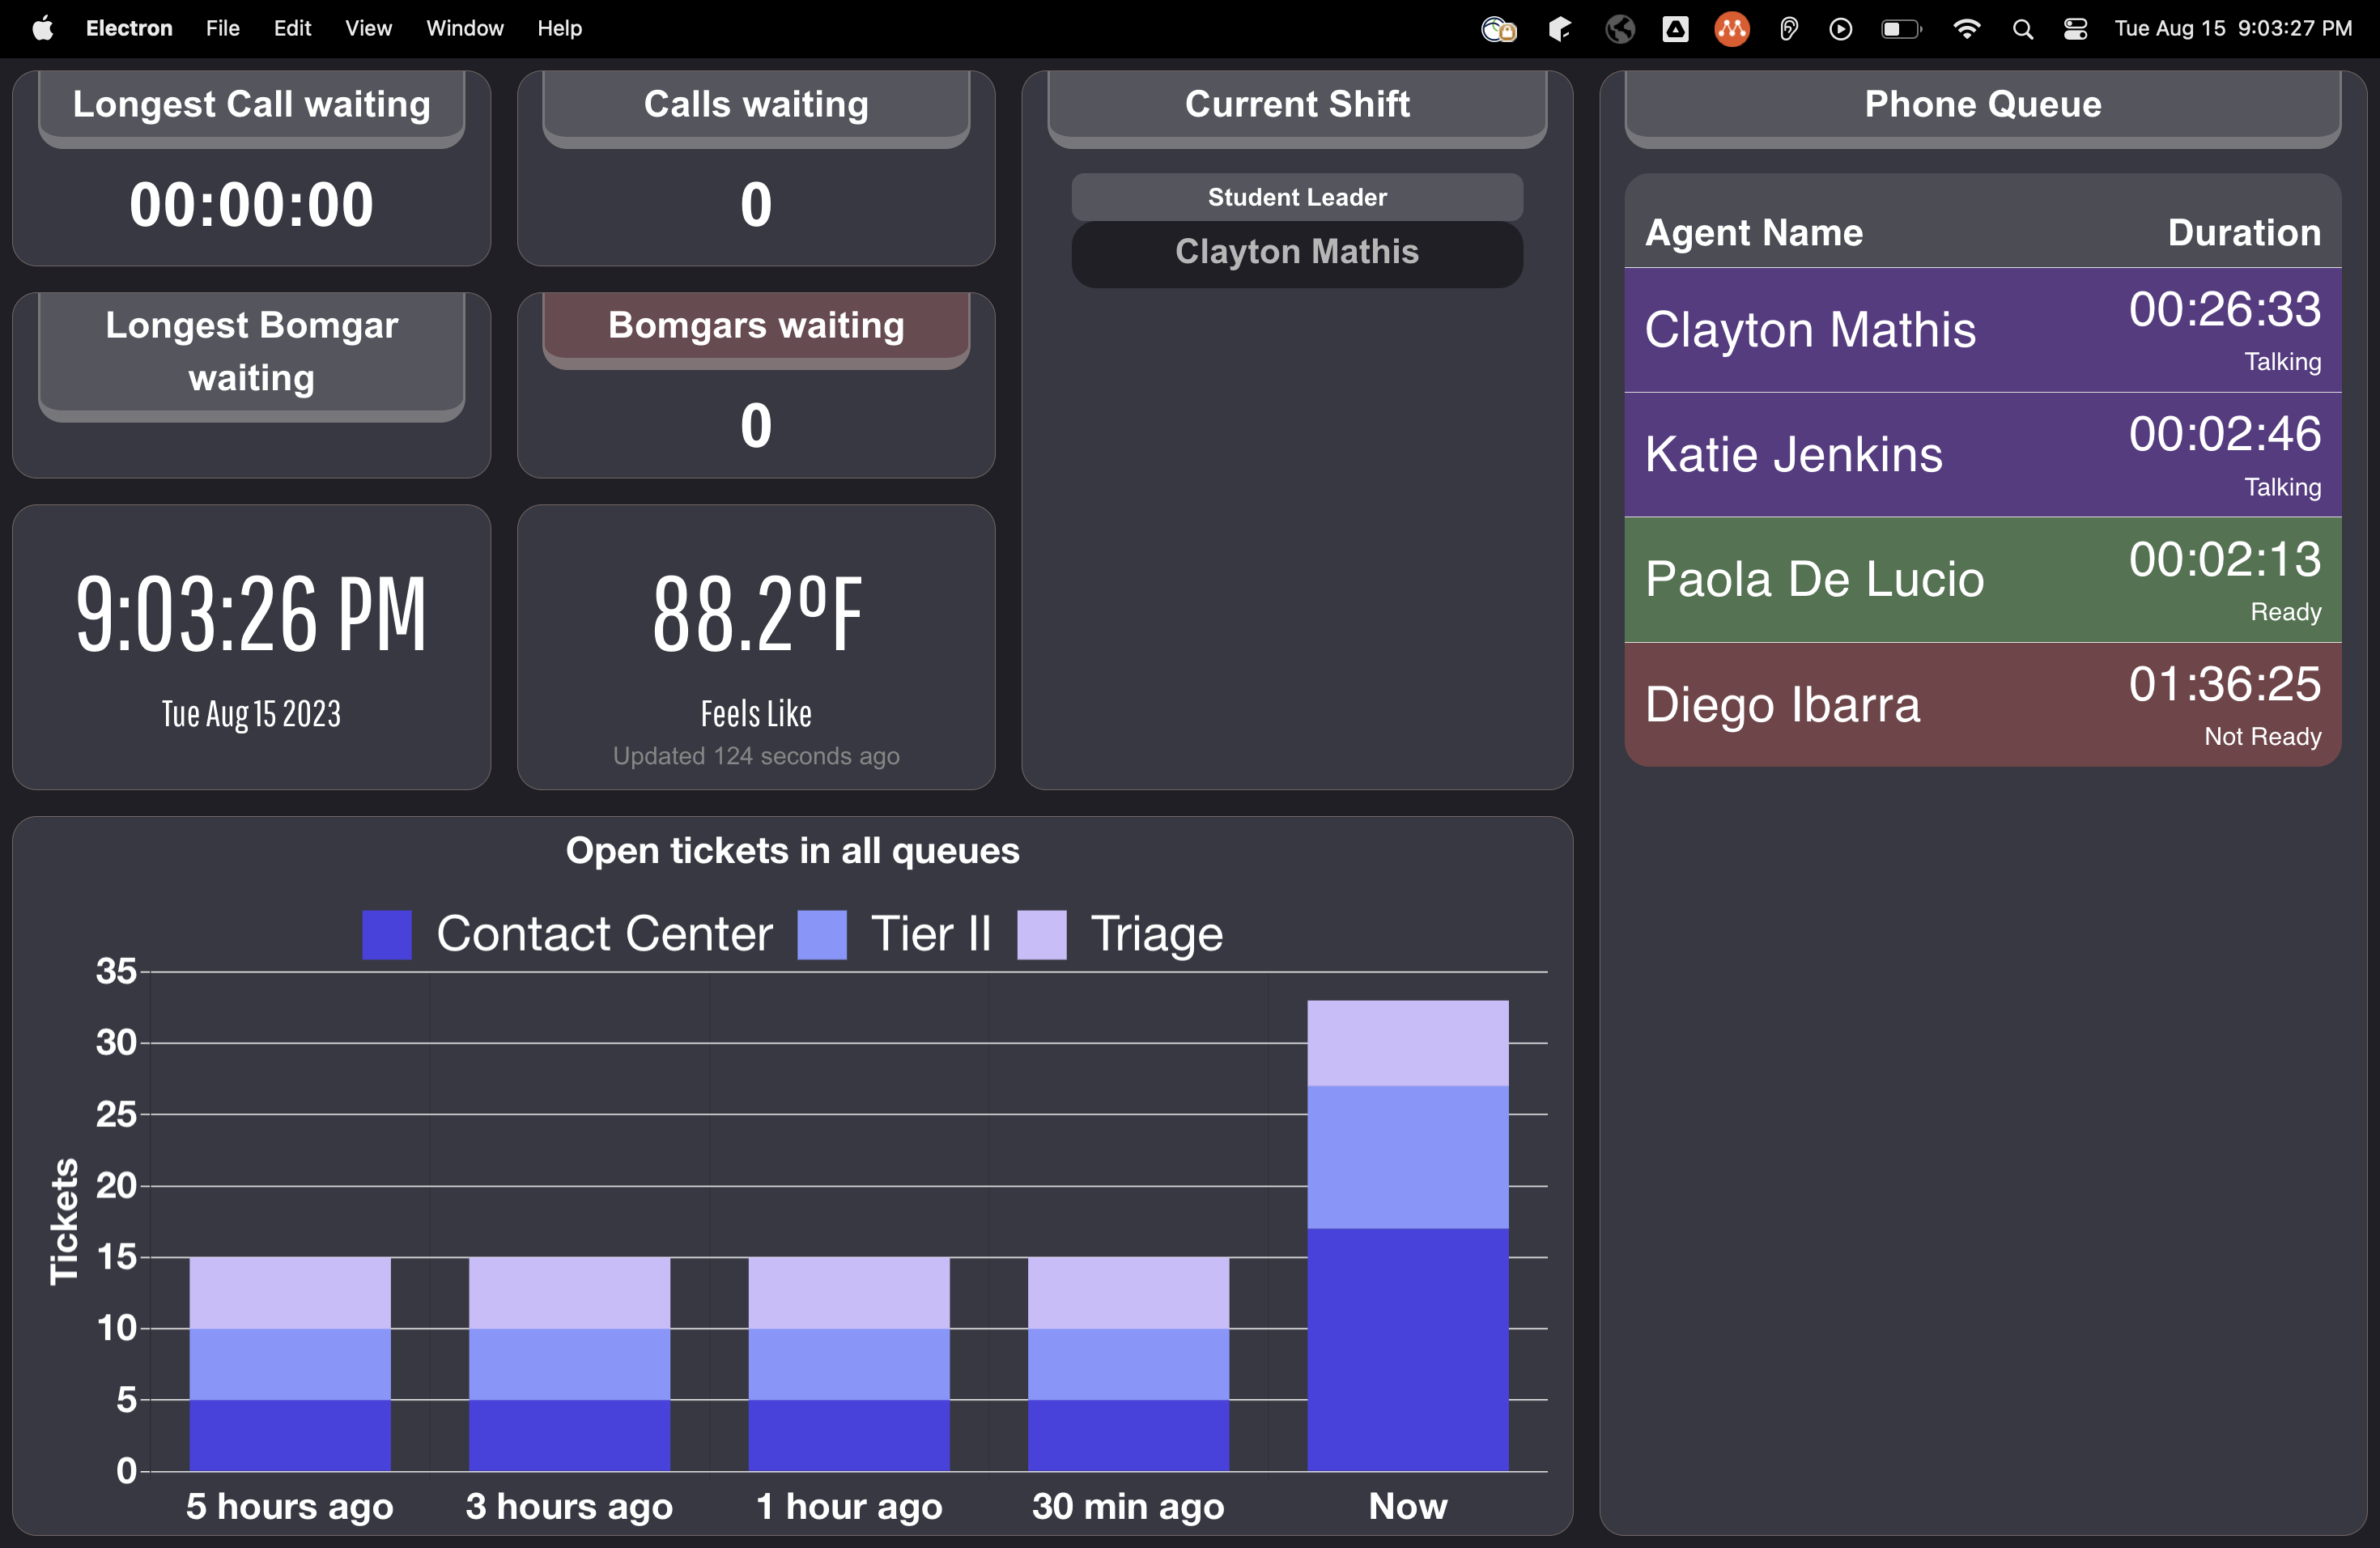 Electron File Edit View Window Help Tue Aug 15 9:03:27 PM
Longest Call waiting
00:00:00
Calls waiting
0
Longest Bomgar
waiting
Bomgars waiting
0
9:03:26 PM
Tue Aug 15 2023
88.2ºF
Feels Like
Updated 124 seconds ago
Current Shift
Student Leader
Clayton Mathis
Phone Queue
Agent Name Duration
Clayton Mathis 00:26:33
Talking
Katie Jenkins 00:02:46
Talking
Paola De Lucio 00:02:13
Ready
Diego Ibarra 01:36:25
Not Ready
Open tickets in all queues
Contact Center Tier II Triage
Tickets
35
30
25
20
15
10
5
0
5 hours ago 3 hours ago 1 hour ago 30 min ago Now